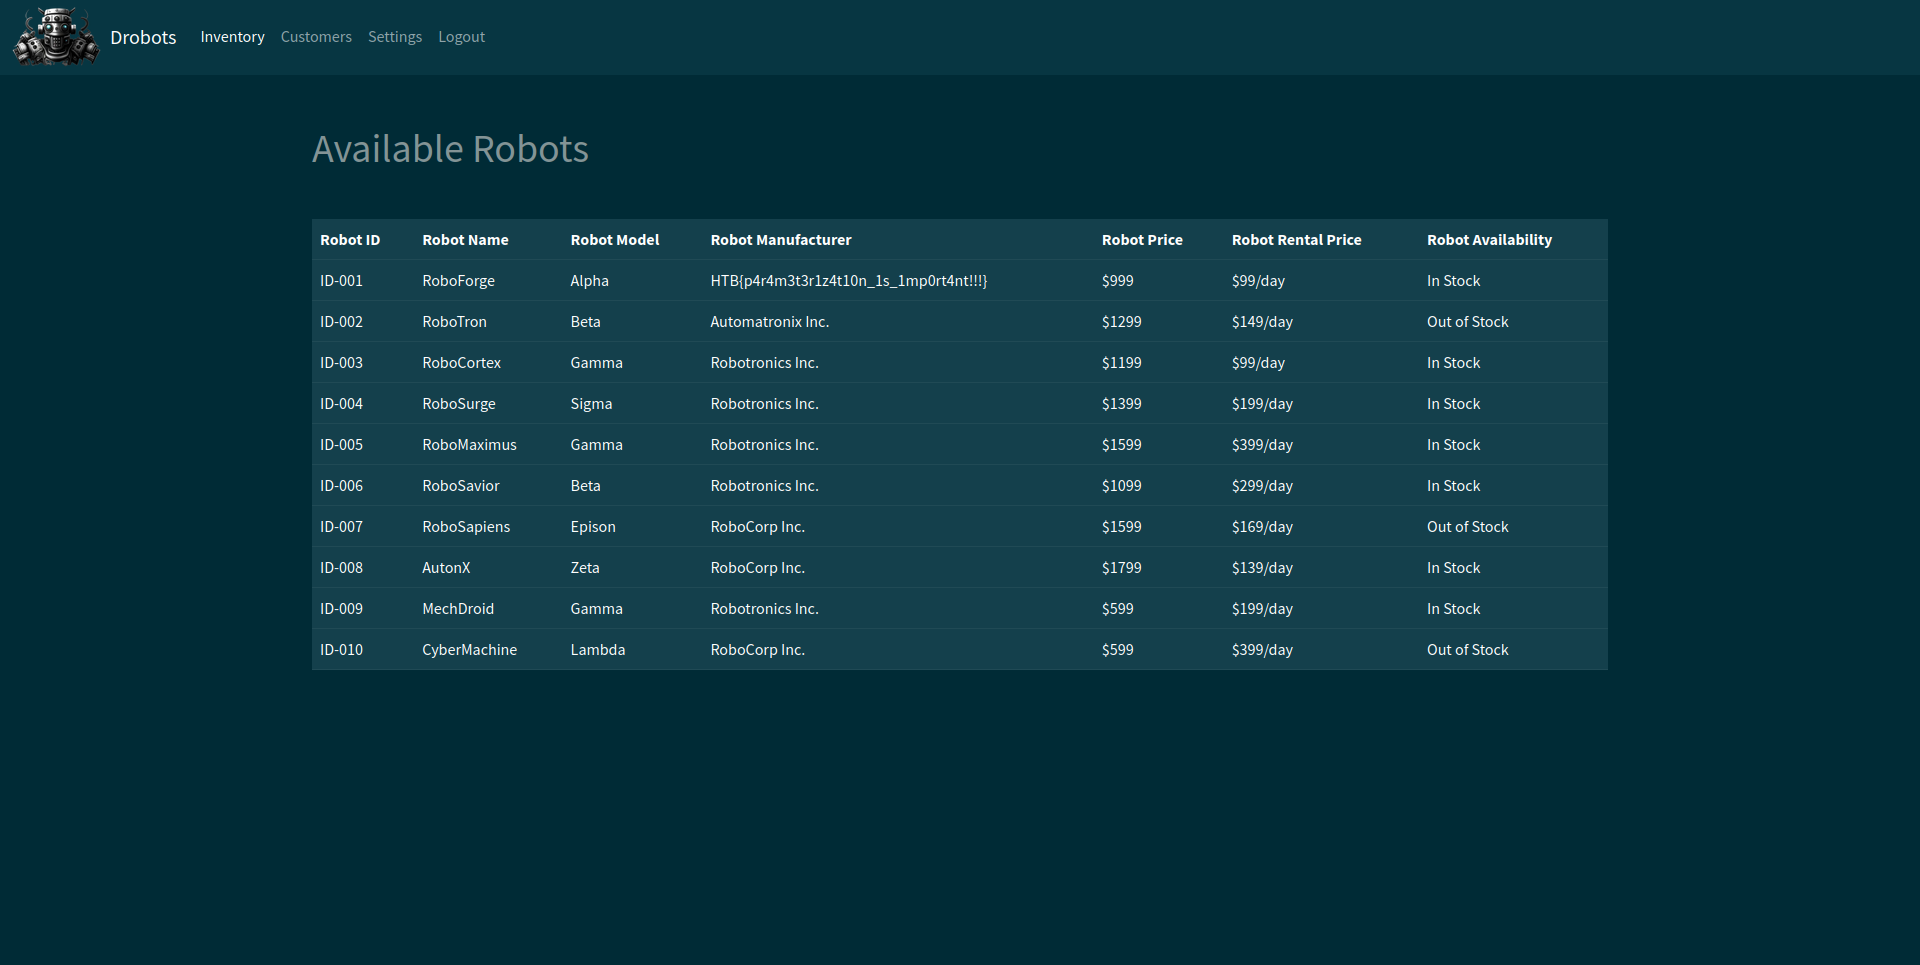 Drobots Inventory Customers Settings Logout
Available Robots
Robot ID Robot Name Robot Model Robot Manufacturer Robot Price Robot Rental Price Robot Availability
ID-001 RoboForge Alpha HTB{p4r4m3t3r1z4t10n_1s_1mp0rt4nt!!!} $999 $99/day In Stock
ID-002 RoboTron Beta Automatronix Inc. $1299 $149/day Out of Stock
ID-003 RoboCortex Gamma Robotronics Inc. $1199 $99/day In Stock
ID-004 RoboSurge Sigma Robotronics Inc. $1399 $199/day In Stock
ID-005 RoboMaximus Gamma Robotronics Inc. $1599 $399/day In Stock
ID-006 RoboSavior Beta Robotronics Inc. $1099 $299/day In Stock
ID-007 RoboSapiens Epison RoboCorp Inc. $1599 $169/day Out of Stock
ID-008 AutonX Zeta RoboCorp Inc. $1799 $139/day In Stock
ID-009 MechDroid Gamma Robotronics Inc. $599 $199/day In Stock
ID-010 CyberMachine Lambda RoboCorp Inc. $599 $399/day Out of Stock